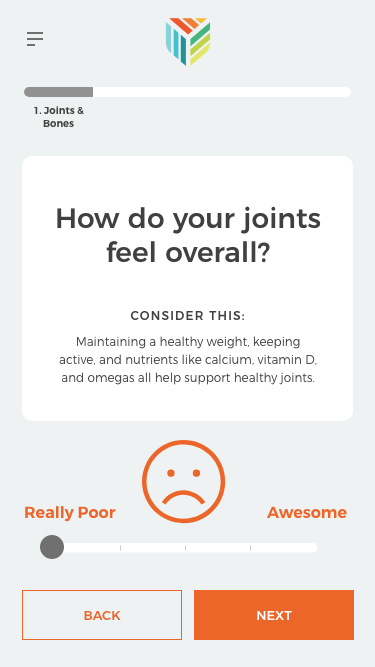 1. Joints &
Bones
How do your joints
feel overall?
CONSIDER THIS:
Maintaining a healthy weight, keeping
active, and nutrients like calcium, vitamin D,
and omegas all help support healthy joints.
Really Poor
Awesome
BACK
NEXT